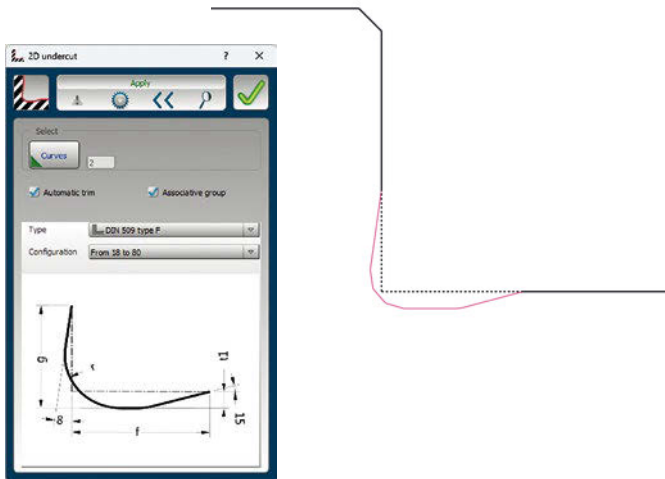 2D undercut
? ×
Apply
Select
Curves 2
Automatic trim Associative group
Type DIN 509 type F
Configuration From 18 to 80
g
r
t1
8
15
f